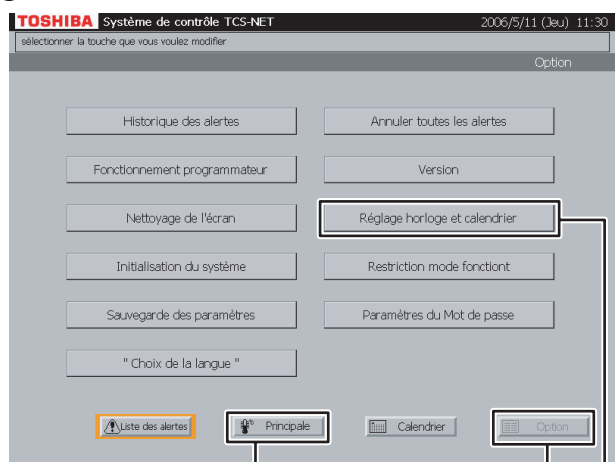 TOSHIBA Système de contrôle TCS-NET 2006/5/11 (Jeu) 11:30
sélectionner la touche que vous voulez modifier
Option
Historique des alertes Annuler toutes les alertes
Fonctionnement programmateur Version
Nettoyage de l'écran Réglage horloge et calendrier
Initialisation du système Restriction mode fonctiont
Sauvegarde des paramètres Paramètres du Mot de passe
" Choix de la langue "
Liste des alertes Principale Calendrier Option